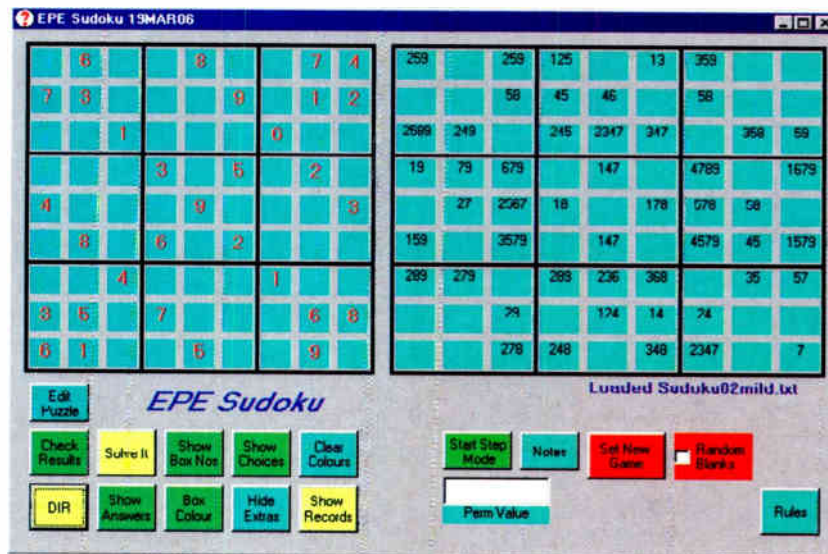 EPE Sudoku 19MAR06
6 8 7 4
7 3 9 1 2
1 6
3 5 2
4 9 3
8 6 2
4 1
3 5 7 6 8
6 1 5 9
259 259 125 13 359
58 45 46 58
2589 249 245 2347 347 358 59
19 79 679 147 4789 1679
27 2567 18 178 578 58
159 3579 147 4579 45 1579
289 279 289 236 368 35 57
29 124 14 24
278 248 348 2347 7
Loaded Suduku02mild.txt
Edit Puzzle
EPE Sudoku
Check Results
Solve It
Show Box Nos
Show Choices
Clear Colours
DIR
Show Answers
Box Colour
Hide Extras
Show Records
Start Step Mode
Notes
Set New Game
Random Blanks
Perm Value
Rules